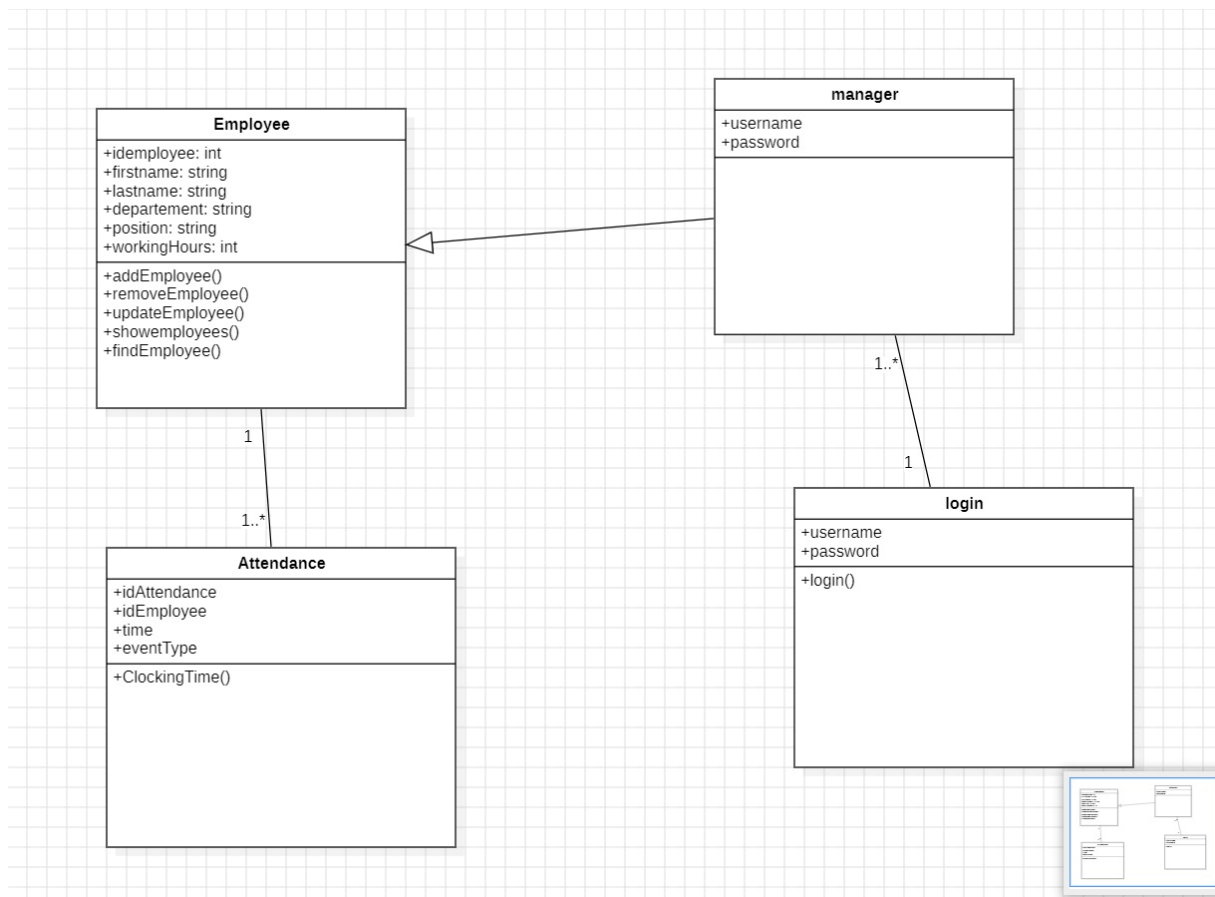 Employee
+idemployee: int
+firstname: string
+lastname: string
+departement: string
+position: string
+workingHours: int
+addEmployee()
+removeEmployee()
+updateEmployee()
+showemployees()
+findEmployee()
manager
+username
+password
1
1..*
1..*
1
Attendance
+idAttendance
+idEmployee
+time
+eventType
+ClockingTime()
login
+username
+password
+login()